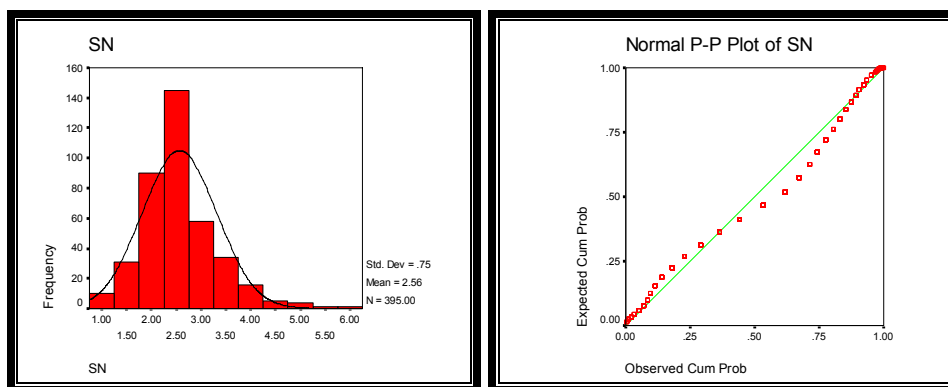 SN
160
140
120
100
80
60
40
20
0
Frequency
1.00 2.00 3.00 4.00 5.00 6.00
1.50 2.50 3.50 4.50 5.50
SN
Std. Dev = .75
Mean = 2.56
N = 395.00
Normal P-P Plot of SN
1.00
.75
.50
.25
0.00
Expected Cum Prob
0.00 .25 .50 .75 1.00
Observed Cum Prob